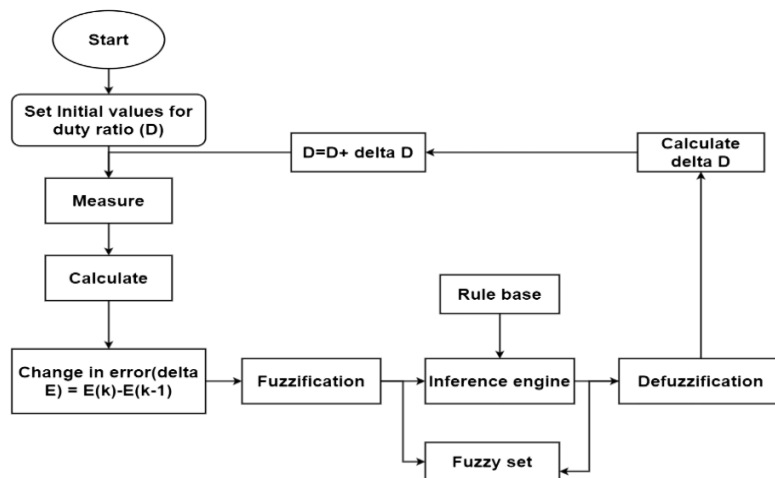 Start
Set Initial values for
duty ratio (D)
D=D+ delta D
Calculate
delta D
Measure
Calculate
Rule base
Change in error(delta
E) = E(k)-E(k-1)
Fuzzification
Inference engine
Defuzzification
Fuzzy set